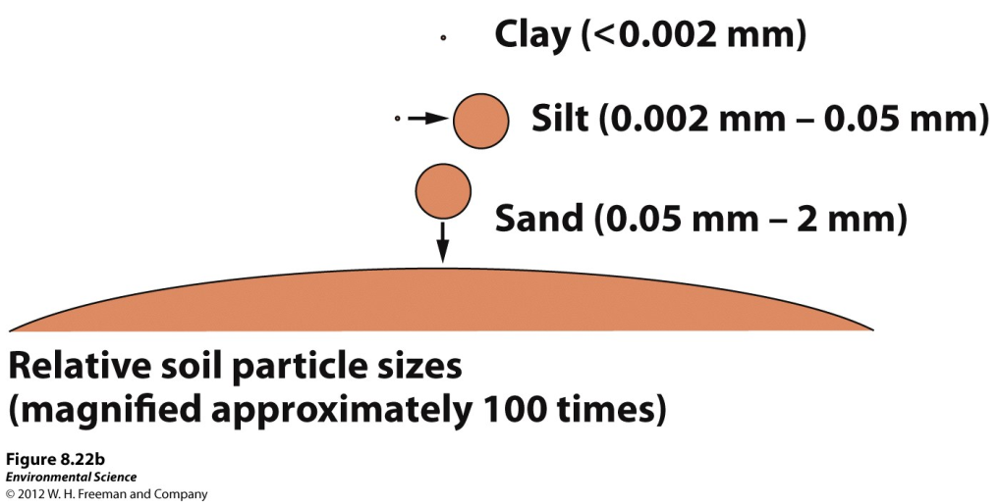 Clay (<0.002 mm)
Silt (0.002 mm – 0.05 mm)
Sand (0.05 mm – 2 mm)
Relative soil particle sizes
(magnified approximately 100 times)
Figure 8.22b
Environmental Science
© 2012 W. H. Freeman and Company